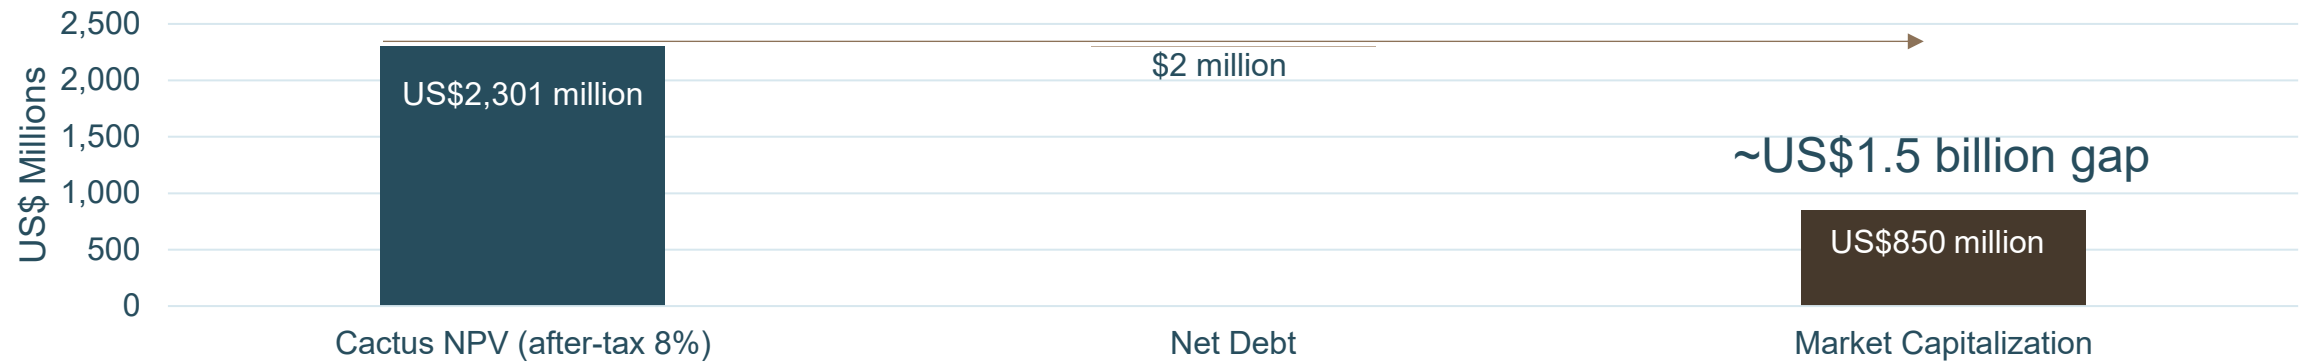 US$ Millions
2,500
2,000
1,500
1,000
500
0
US$2,301 million
$2 million
~US$1.5 billion gap
US$850 million
Cactus NPV (after-tax 8%)
Net Debt
Market Capitalization